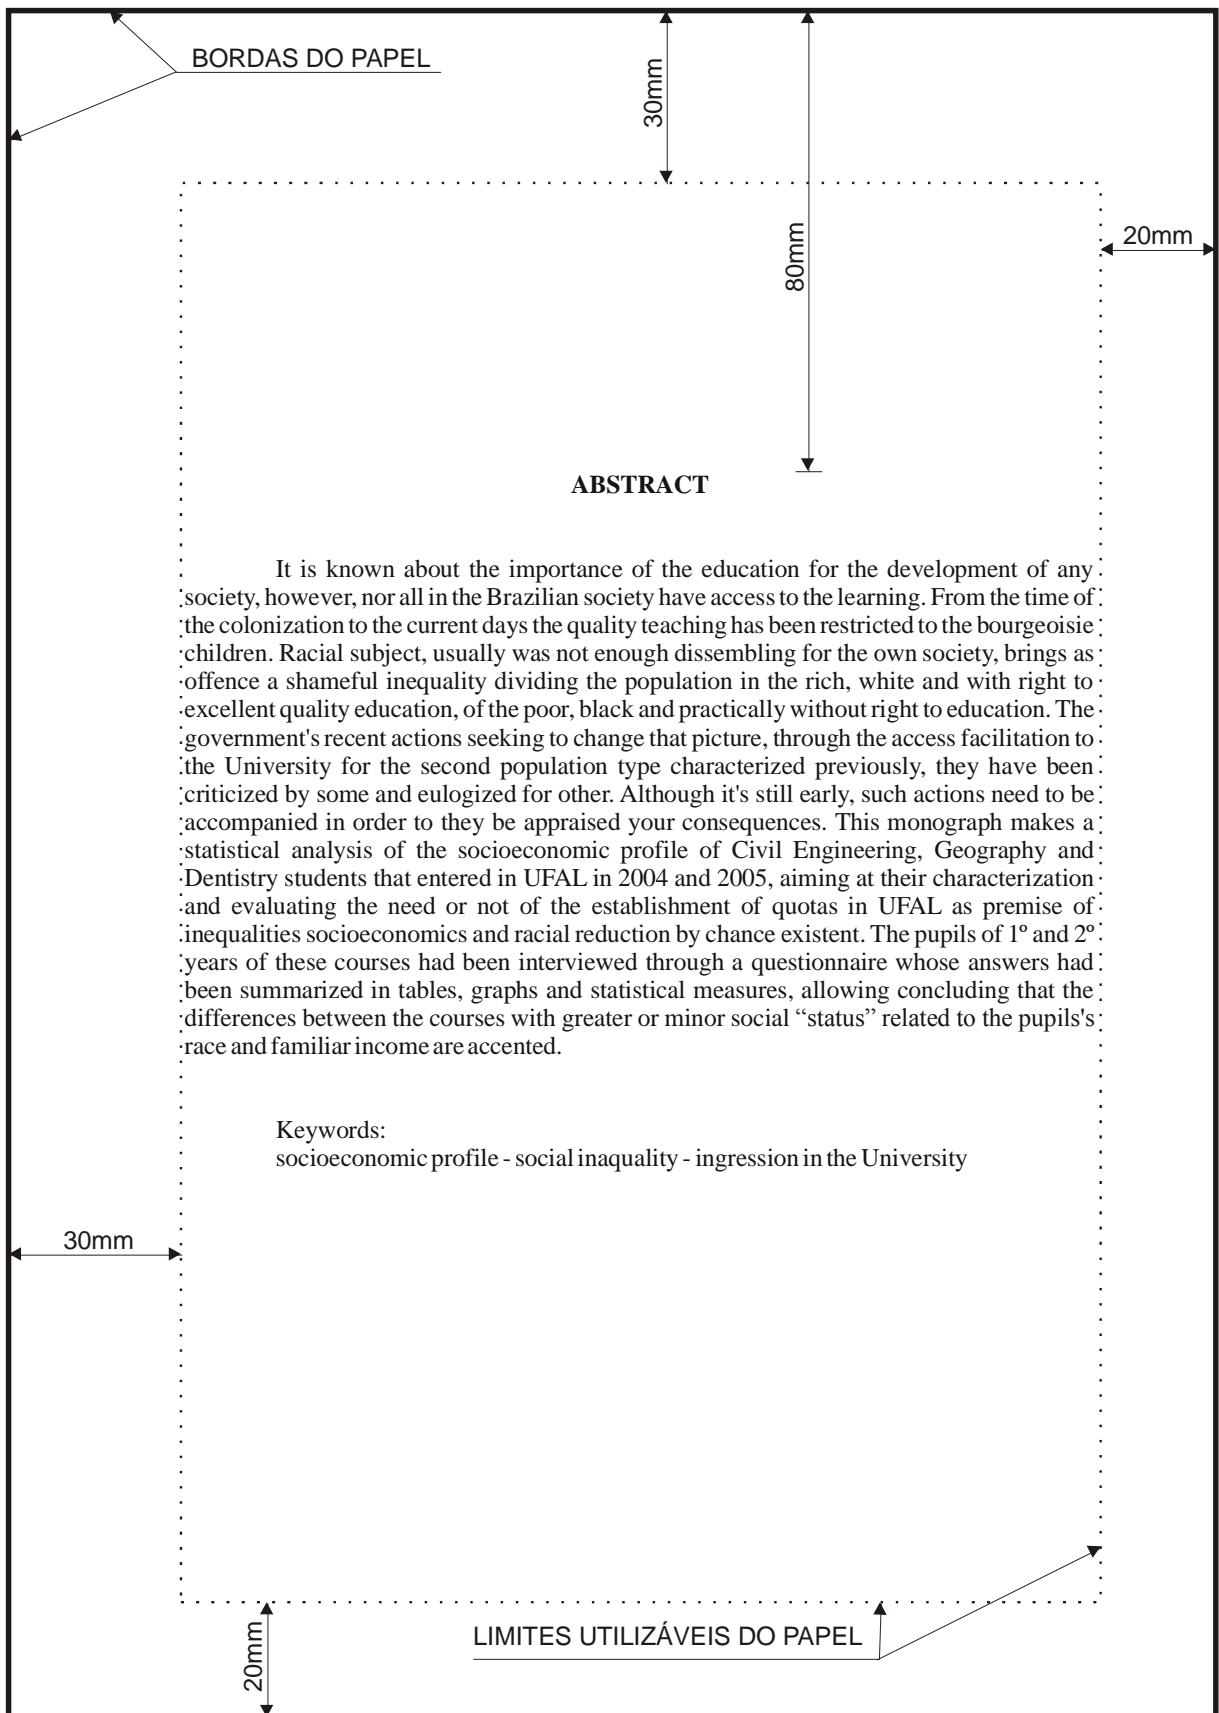 BORDAS DO PAPEL
30mm
80mm
20mm
ABSTRACT
It is known about the importance of the education for the development of any
society, however, nor all in the Brazilian society have access to the learning. From the time of
the colonization to the current days the quality teaching has been restricted to the bourgeoisie
children. Racial subject, usually was not enough dissembling for the own society, brings as
offence a shameful inequality dividing the population in the rich, white and with right to
excellent quality education, of the poor, black and practically without right to education. The
government's recent actions seeking to change that picture, through the access facilitation to
the University for the second population type characterized previously, they have been
criticized by some and eulogized for other. Although it's still early, such actions need to be
accompanied in order to they be appraised your consequences. This monograph makes a
statistical analysis of the socioeconomic profile of Civil Engineering, Geography and
Dentistry students that entered in UFAL in 2004 and 2005, aiming at their characterization
and evaluating the need or not of the establishment of quotas in UFAL as premise of
inequalities socioeconomics and racial reduction by chance existent. The pupils of 1º and 2º
years of these courses had been interviewed through a questionnaire whose answers had
been summarized in tables, graphs and statistical measures, allowing concluding that the
differences between the courses with greater or minor social “status” related to the pupils's
race and familiar income are accented.
Keywords:
socioeconomic profile - social inaquality - ingression in the University
30mm
LIMITES UTILIZÁVEIS DO PAPEL
20mm